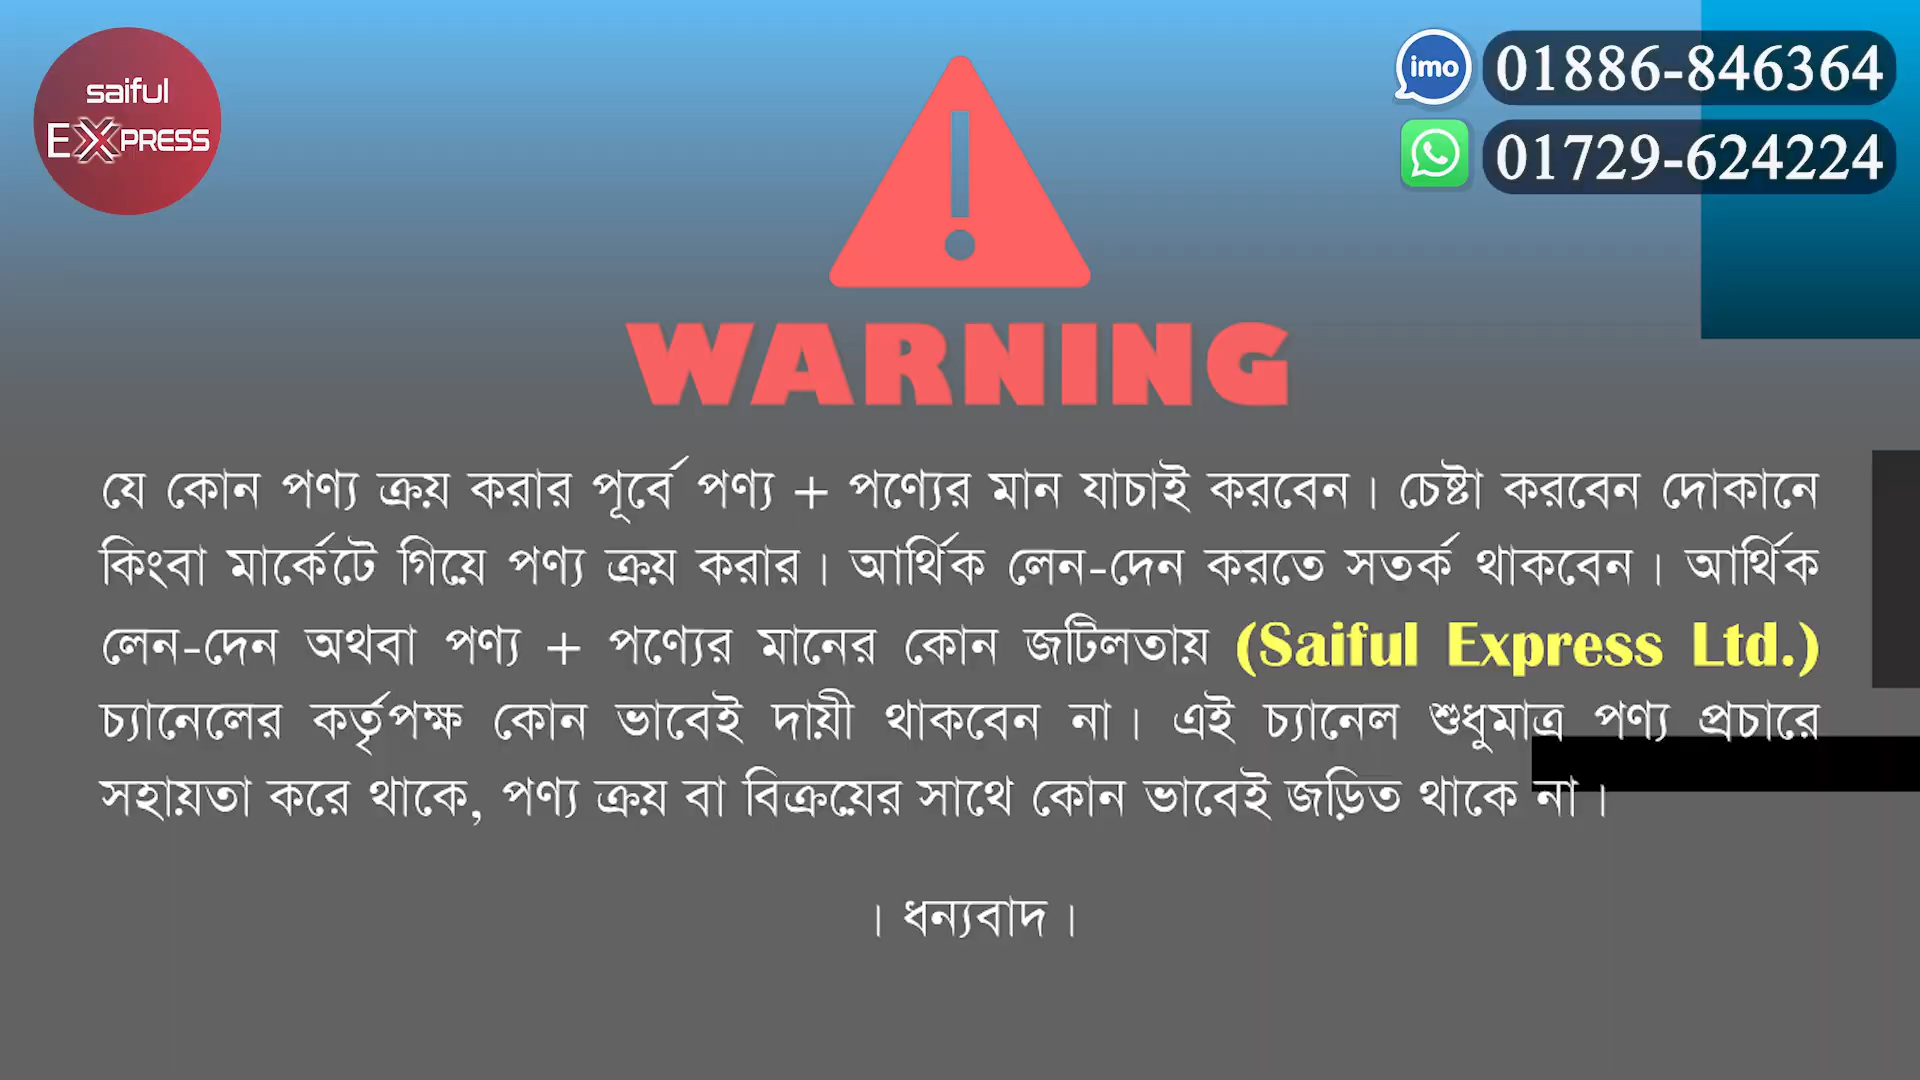 saiful
EXPRESS
imo 01886-846364
01729-624224
WARNING
যে কোন পণ্য ক্রয় করার পূর্বে পণ্য + পণ্যের মান যাচাই করবেন। চেষ্টা করবেন দোকানে
কিংবা মার্কেটে গিয়ে পণ্য ক্রয় করার। আর্থিক লেন-দেন করতে সতর্ক থাকবেন। আর্থিক
লেন-দেন অথবা পণ্য + পণ্যের মানের কোন জটিলতায় (Saiful Express Ltd.)
চ্যানেলের কর্তৃপক্ষ কোন ভাবেই দায়ী থাকবেন না। এই চ্যানেল শুধুমাত্র পণ্য প্রচারে
সহায়তা করে থাকে, পণ্য ক্রয় বা বিক্রয়ের সাথে কোন ভাবেই জড়িত থাকে না।
। ধন্যবাদ ।